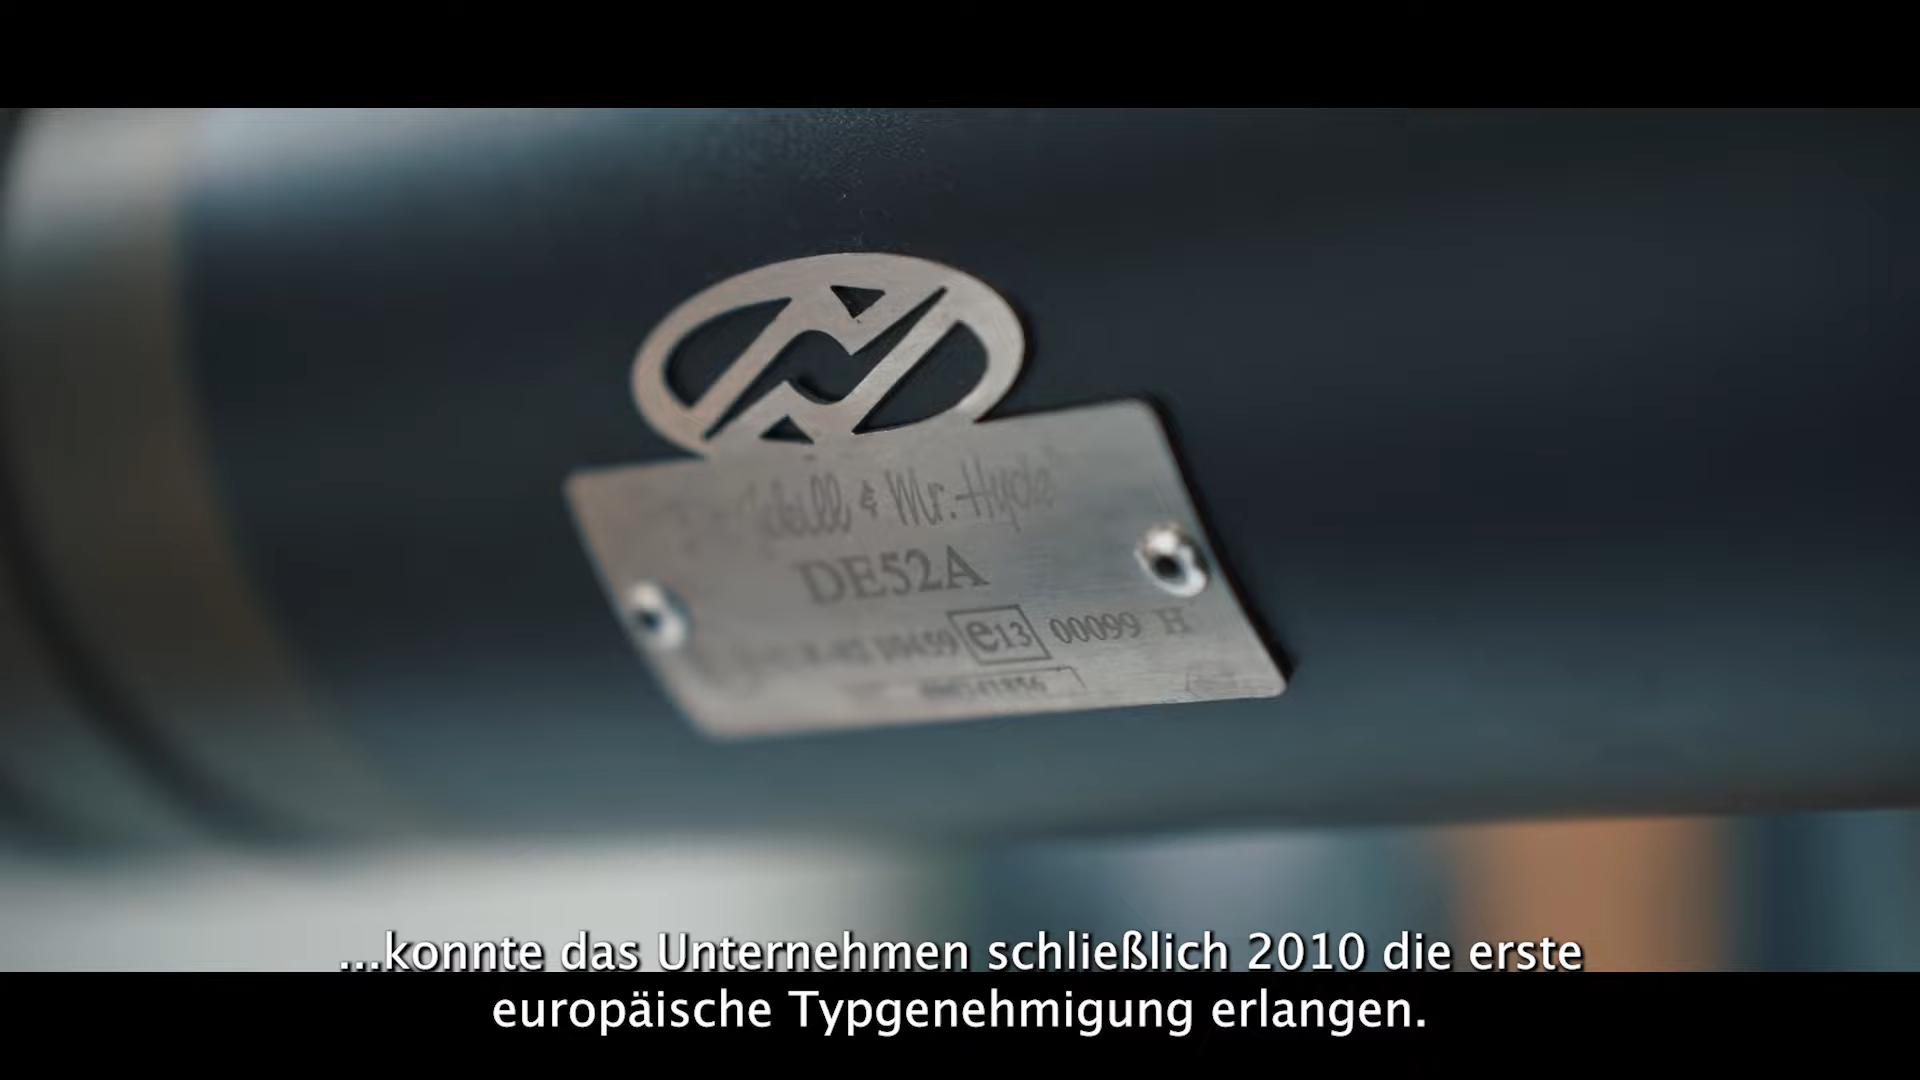 & Mr. Hyde
DE52A
e13 00099 H
...konnte das Unternehmen schließlich 2010 die erste
europäische Typgenehmigung erlangen.